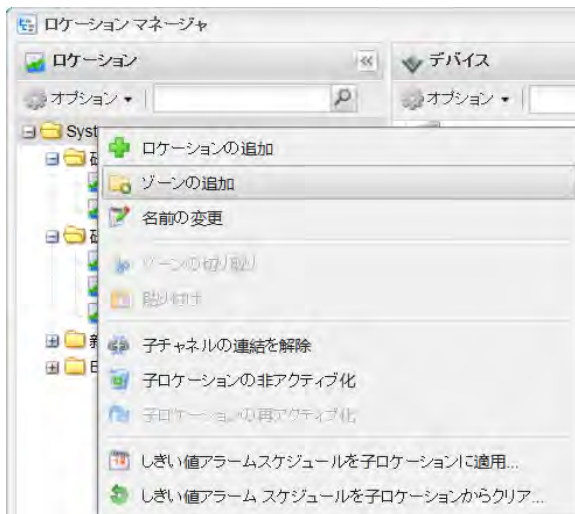 ロケーション マネージャ
ロケーション
デバイス
オプション
オプション
Syst
ロケーションの追加
ゾーンの追加
名前の変更
ゾーンの切り取り
貼り付け
子チャネルの連結を解除
子ロケーションの非アクティブ化
子ロケーションの再アクティブ化
しきい値アラームスケジュールを子ロケーションに適用...
しきい値アラーム スケジュールを子ロケーションからクリア...